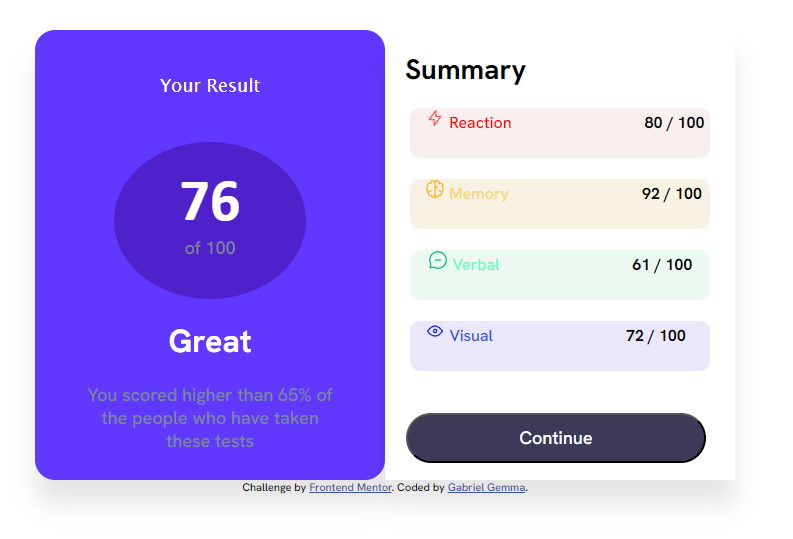 Your Result
76
of 100
Great
You scored higher than 65% of
the people who have taken
these tests
Summary
Reaction 80 / 100
Memory 92 / 100
Verbal 61 / 100
Visual 72 / 100
Continue
Challenge by Frontend Mentor. Coded by Gabriel Gemma.